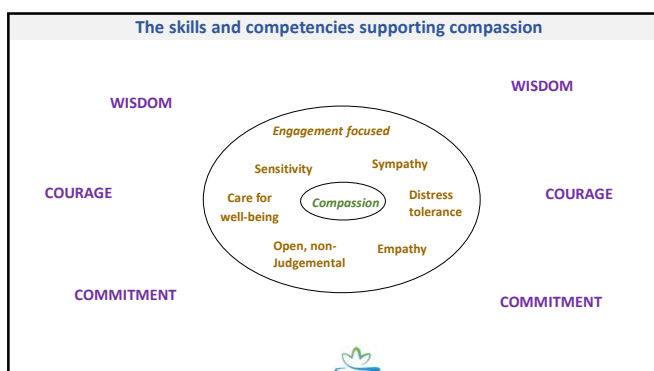 The skills and competencies supporting compassion
WISDOM
WISDOM
Engagement focused
Sensitivity
Sympathy
COURAGE
Care for
well-being
Compassion
Distress
tolerance
COURAGE
Open, non-
Judgemental
Empathy
COMMITMENT
COMMITMENT